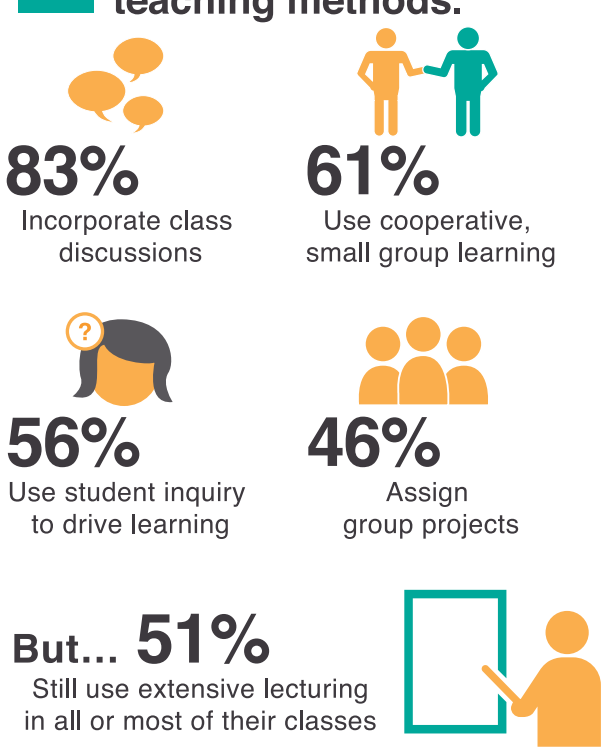 teaching methods.
83%
Incorporate class
discussions
61%
Use cooperative,
small group learning
?
56%
Use student inquiry
to drive learning
46%
Assign
group projects
But... 51%
Still use extensive lecturing
in all or most of their classes